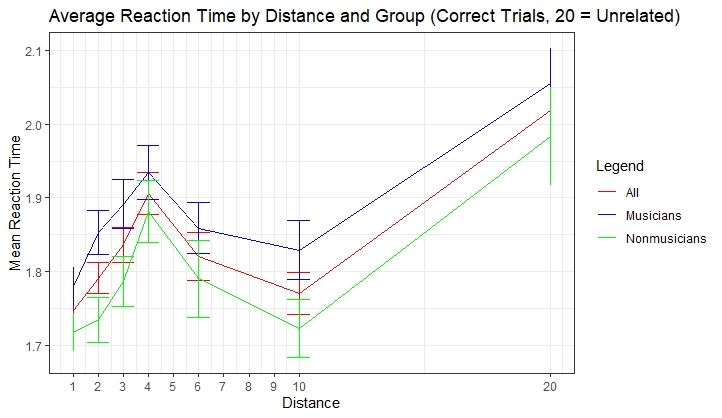 Average Reaction Time by Distance and Group (Correct Trials, 20 = Unrelated)
Mean Reaction Time
2.1
2.0
1.9
1.8
1.7
1 2 3 4 5 6 7 8 9 10 20
Distance
Legend
All
Musicians
Nonmusicians